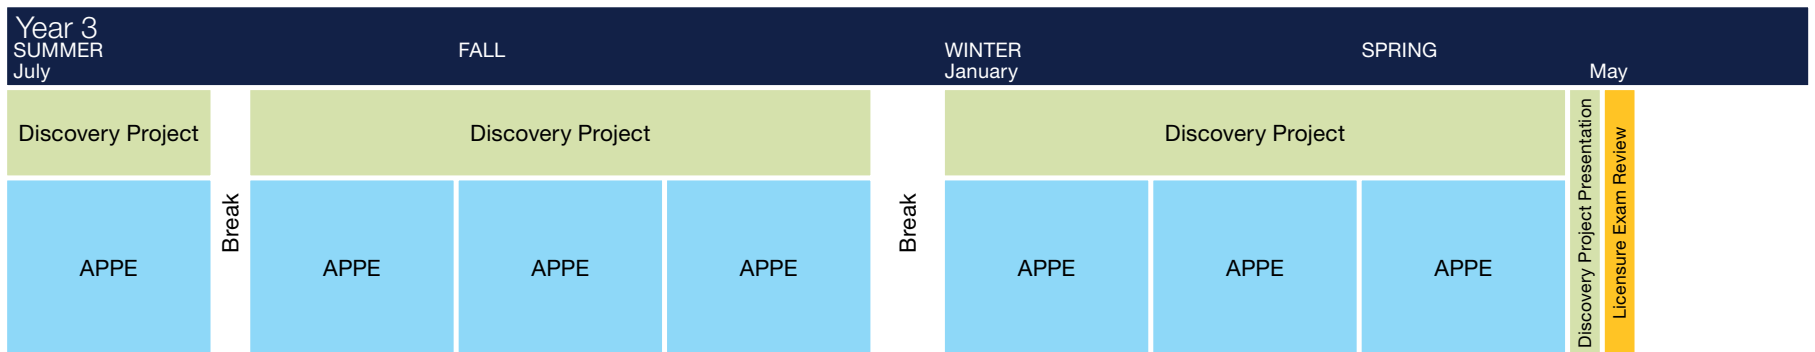 Year 3
SUMMER FALL WINTER SPRING
July January May
Discovery Project Discovery Project Discovery Project
Break
Break
Discovery Project Presentation
Licensure Exam Review
APPE APPE APPE APPE APPE APPE APPE